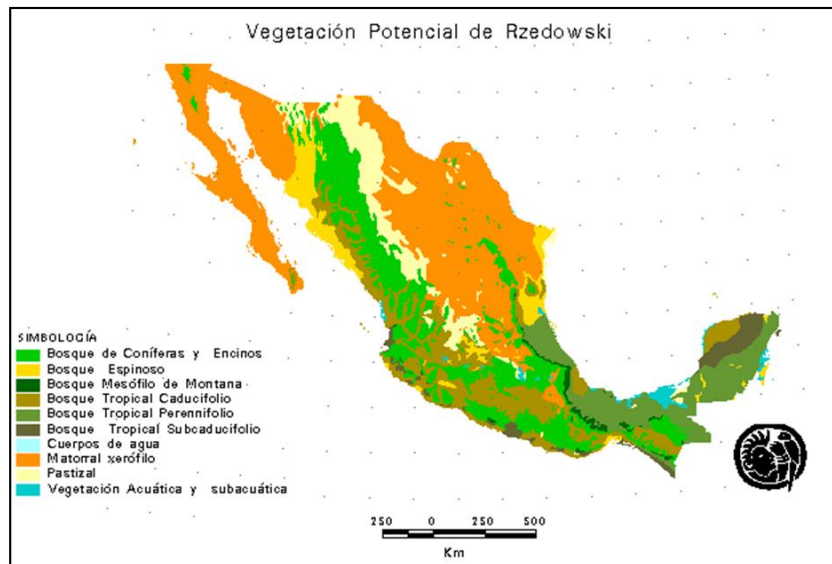 Vegetación Potencial de Rzedowski
SIMBOLOGÍA
Bosque de Coníferas y Encinos
Bosque Espinoso
Bosque Mesófilo de Montana
Bosque Tropical Caducifolio
Bosque Tropical Perennifolio
Bosque Tropical Subcaducifolio
Cuerpos de agua
Matorral xerófilo
Pastizal
Vegetación Acuática y subacuática
250 0 250 500
Km